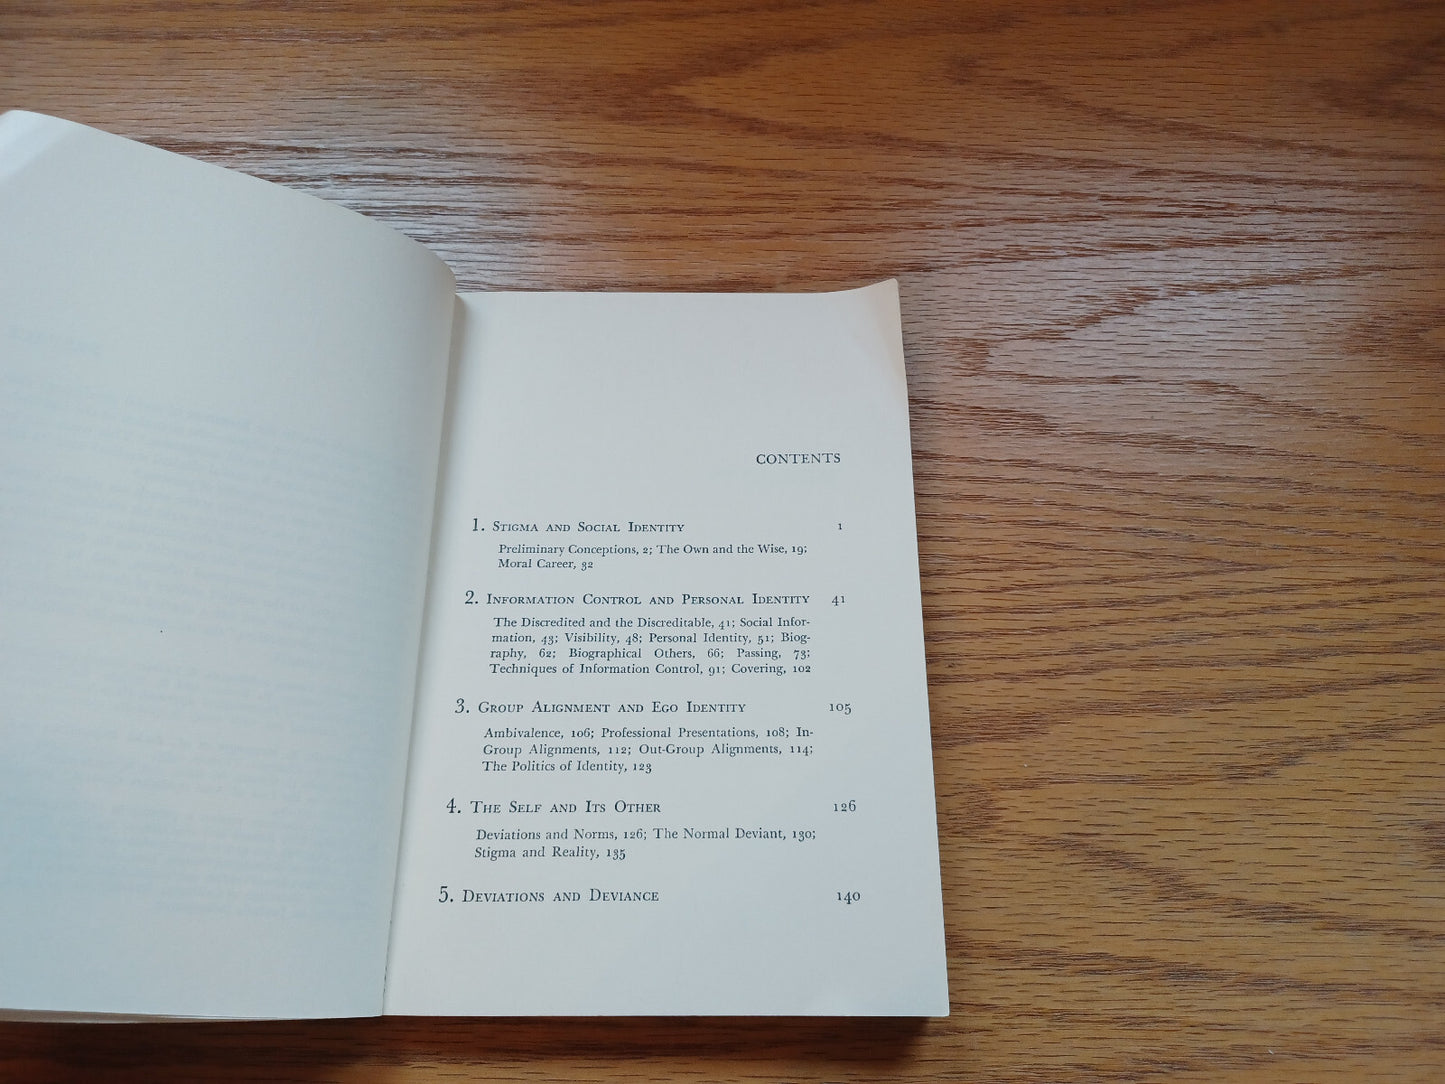 CONTENTS
1. Stigma and Social Identity 1
Preliminary Conceptions, 2; The Own and the Wise, 19;
Moral Career, 32
2. Information Control and Personal Identity 41
The Discredited and the Discreditable, 41; Social Infor-
mation, 43; Visibility, 48; Personal Identity, 51; Biog-
raphy, 62; Biographical Others, 66; Passing, 73;
Techniques of Information Control, 91; Covering, 102
3. Group Alignment and Ego Identity 105
Ambivalence, 106; Professional Presentations, 108; In-
Group Alignments, 112; Out-Group Alignments, 114;
The Politics of Identity, 123
4. The Self and Its Other 126
Deviations and Norms, 126; The Normal Deviant, 130;
Stigma and Reality, 135
5. Deviations and Deviance 140